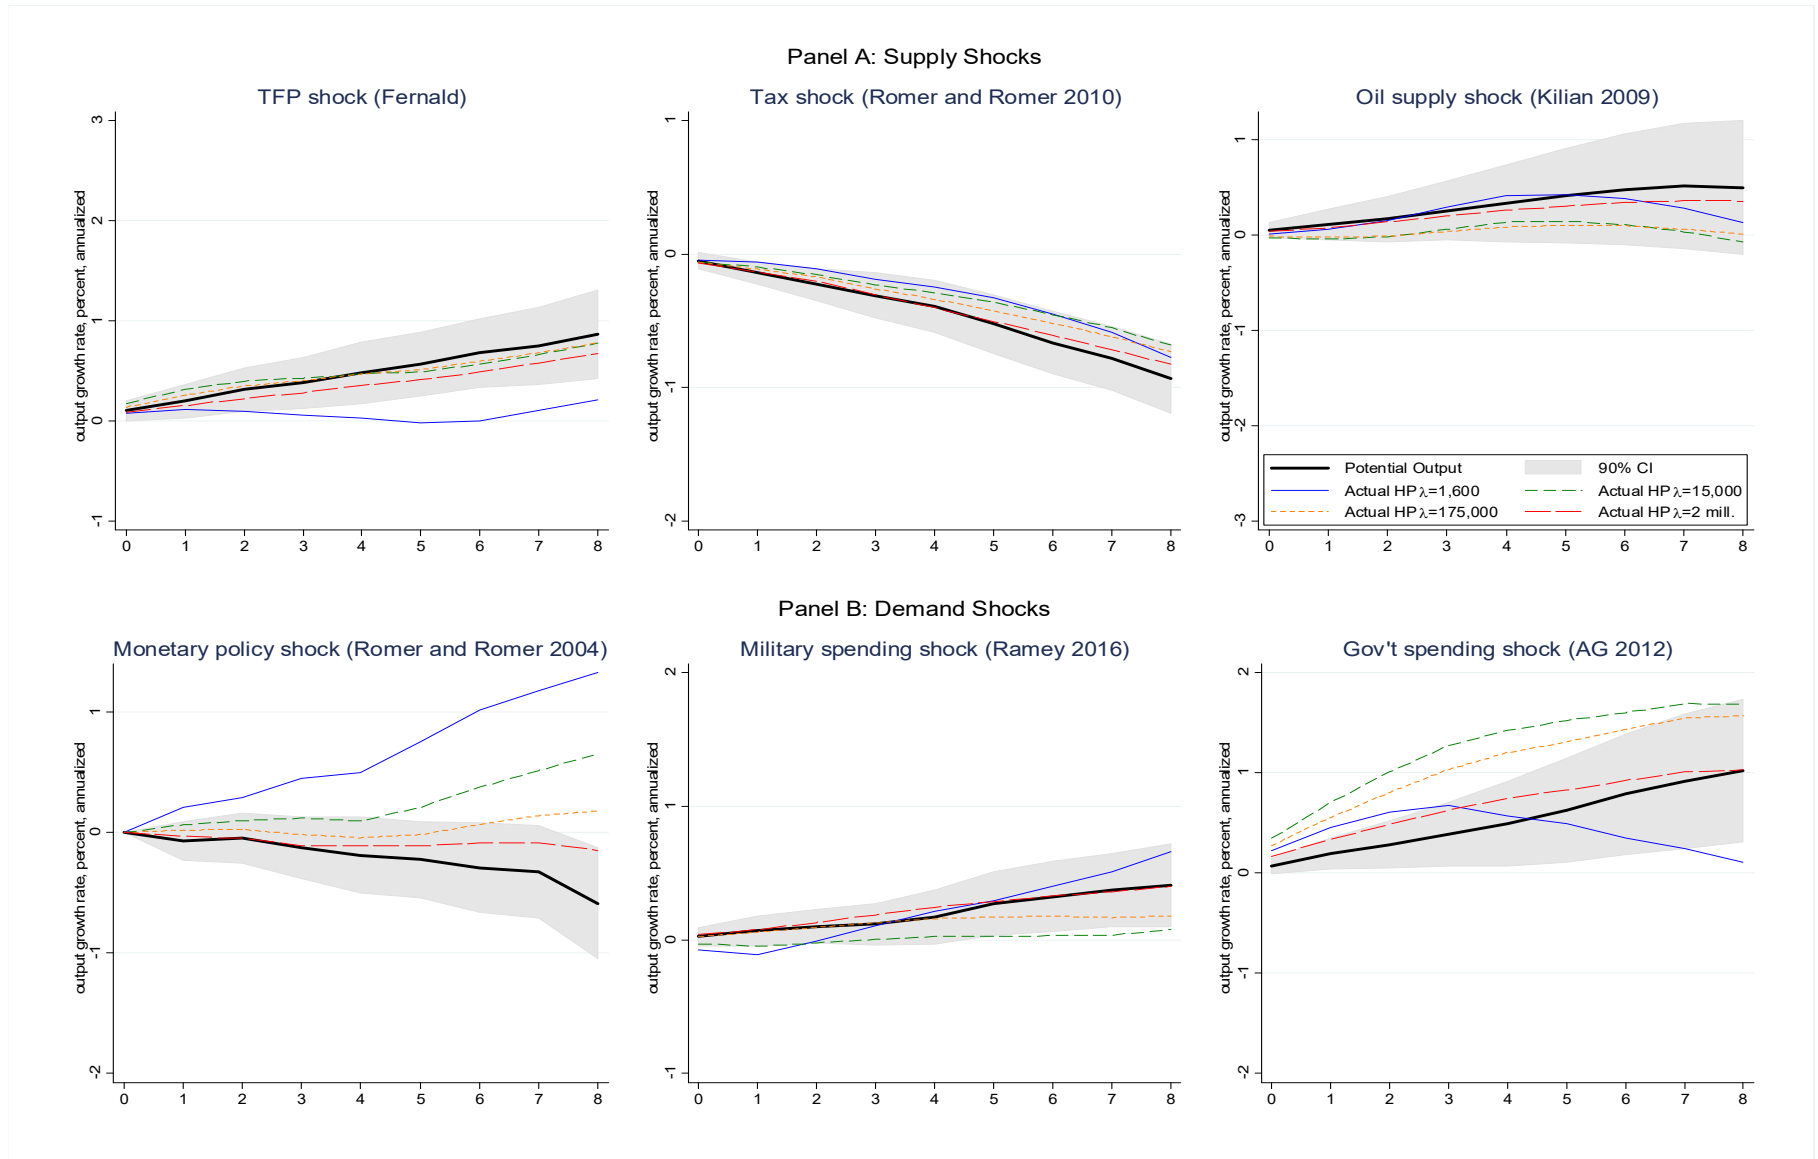 Panel A: Supply Shocks
TFP shock (Fernald)
output growth rate, percent, annualized
3
2
1
0
-1
0 1 2 3 4 5 6 7 8
Tax shock (Romer and Romer 2010)
output growth rate, percent, annualized
1
0
-1
-2
0 1 2 3 4 5 6 7 8
Oil supply shock (Kilian 2009)
output growth rate, percent, annualized
1
0
-1
-2
-3
Potential Output
90% CI
Actual HP λ=1,600
Actual HP λ=15,000
Actual HP λ=175,000
Actual HP λ=2 mill.
0 1 2 3 4 5 6 7 8
Panel B: Demand Shocks
Monetary policy shock (Romer and Romer 2004)
output growth rate, percent, annualized
1
0
-1
-2
0 1 2 3 4 5 6 7 8
Military spending shock (Ramey 2016)
output growth rate, percent, annualized
2
1
0
-1
0 1 2 3 4 5 6 7 8
Gov't spending shock (AG 2012)
output growth rate, percent, annualized
2
1
0
-1
-2
0 1 2 3 4 5 6 7 8